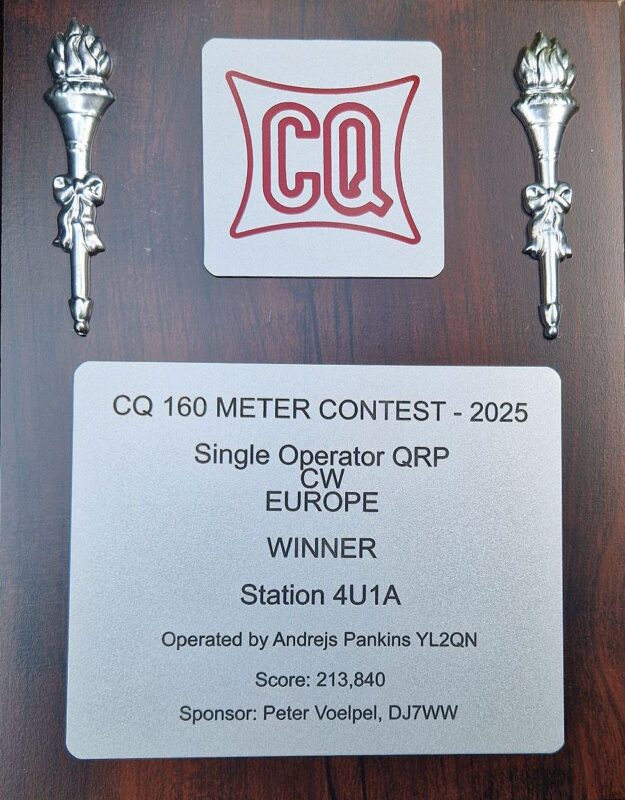 CQ
CQ 160 METER CONTEST - 2025
Single Operator QRP
CW
EUROPE
WINNER
Station 4U1A
Operated by Andrejs Pankins YL2QN
Score: 213,840
Sponsor: Peter Voelpel, DJ7WW